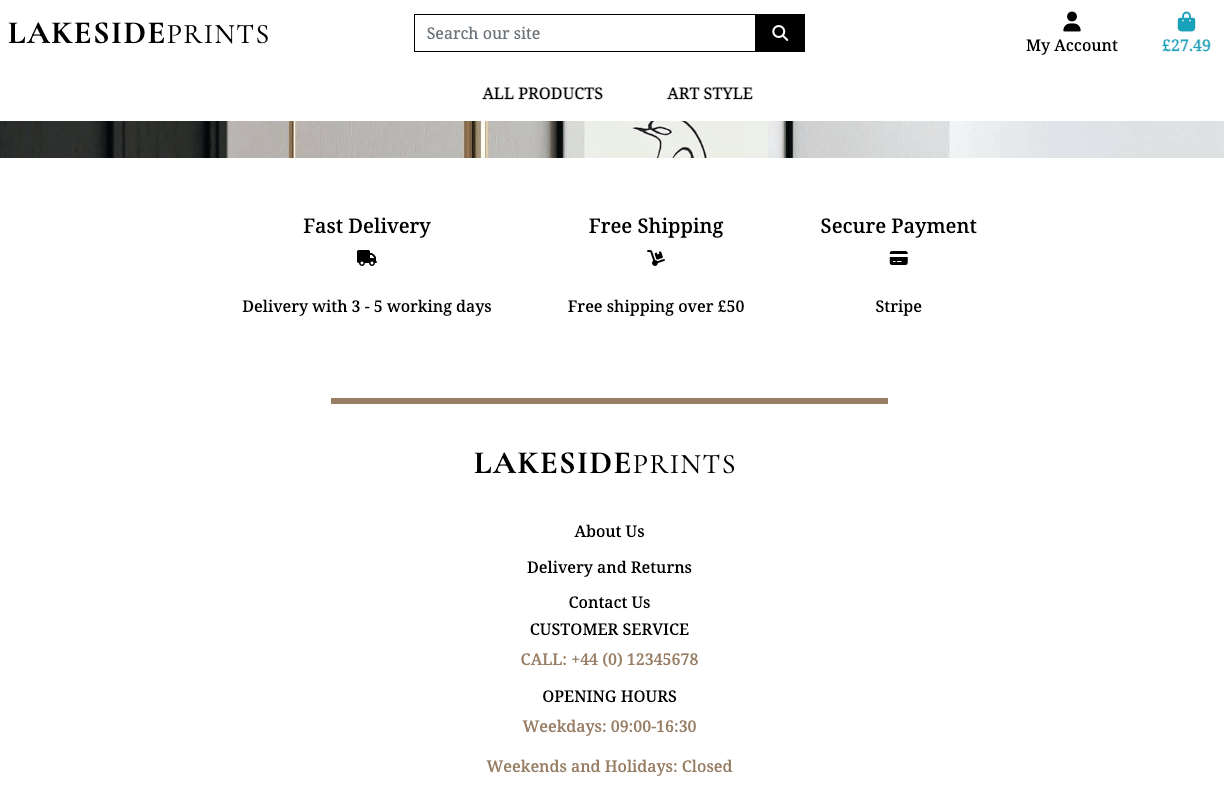 LAKESIDEPRINTS
Search our site
My Account
£27.49
ALL PRODUCTS
ART STYLE
Fast Delivery
Free Shipping
Secure Payment
Delivery with 3 - 5 working days
Free shipping over £50
Stripe
LAKESIDEPRINTS
About Us
Delivery and Returns
Contact Us
CUSTOMER SERVICE
CALL: +44 (0) 12345678
OPENING HOURS
Weekdays: 09:00-16:30
Weekends and Holidays: Closed